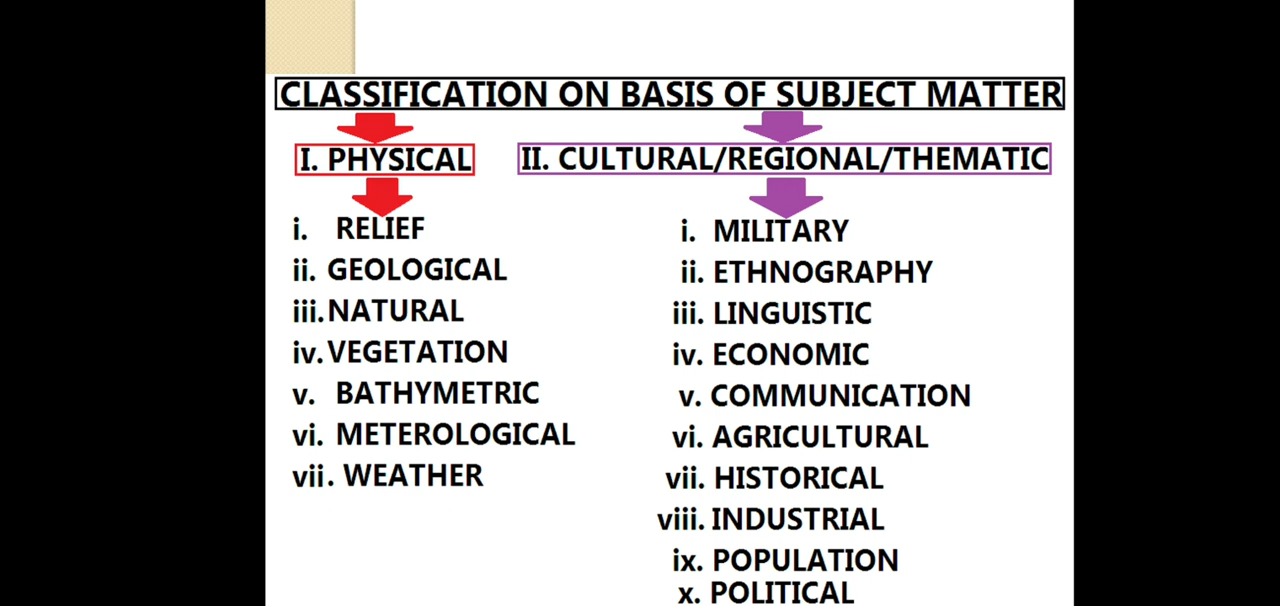 CLASSIFICATION ON BASIS OF SUBJECT MATTER
I. PHYSICAL
i. RELIEF
ii. GEOLOGICAL
iii. NATURAL
iv. VEGETATION
v. BATHYMETRIC
vi. METEROLOGICAL
vii. WEATHER
II. CULTURAL/REGIONAL/THEMATIC
i. MILITARY
ii. ETHNOGRAPHY
iii. LINGUISTIC
iv. ECONOMIC
v. COMMUNICATION
vi. AGRICULTURAL
vii. HISTORICAL
viii. INDUSTRIAL
ix. POPULATION
x. POLITICAL